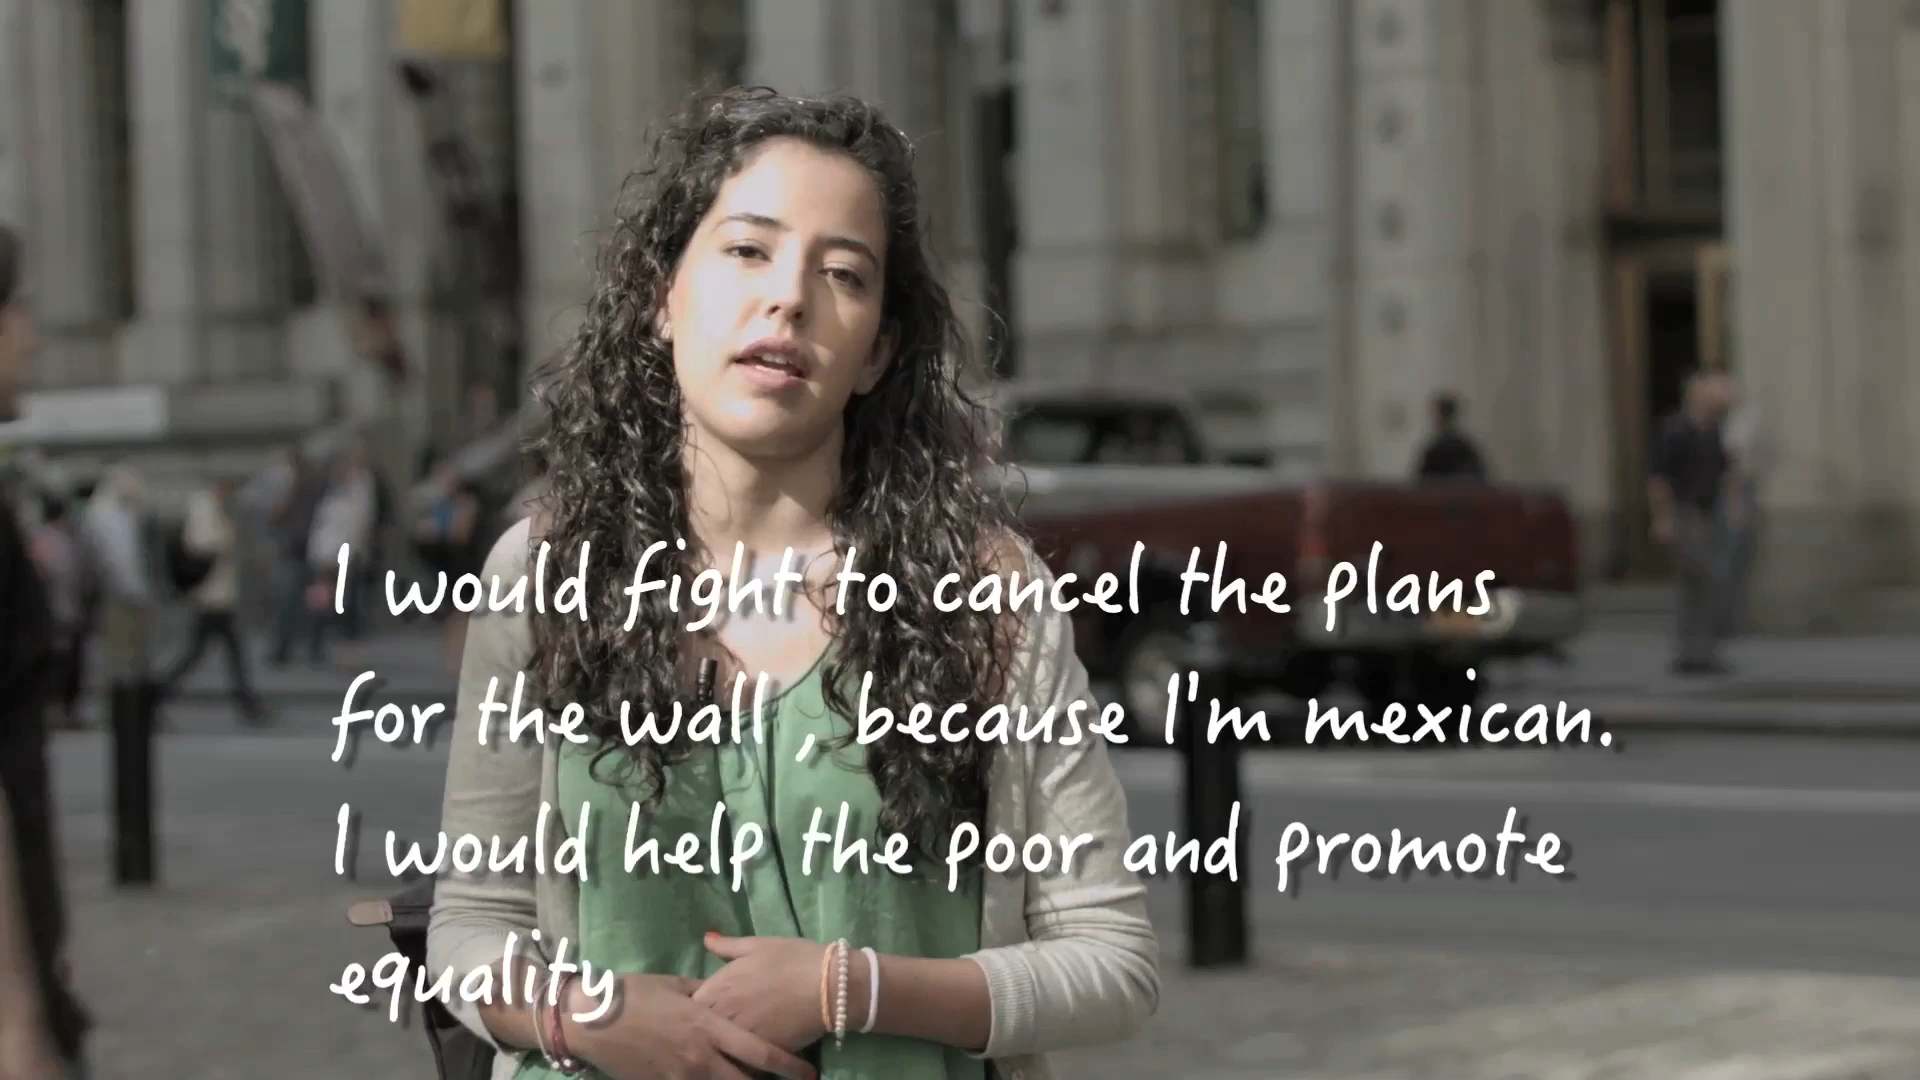 I would fight to cancel the plans
for the wall , because I'm mexican.
I would help the poor and promote
equality